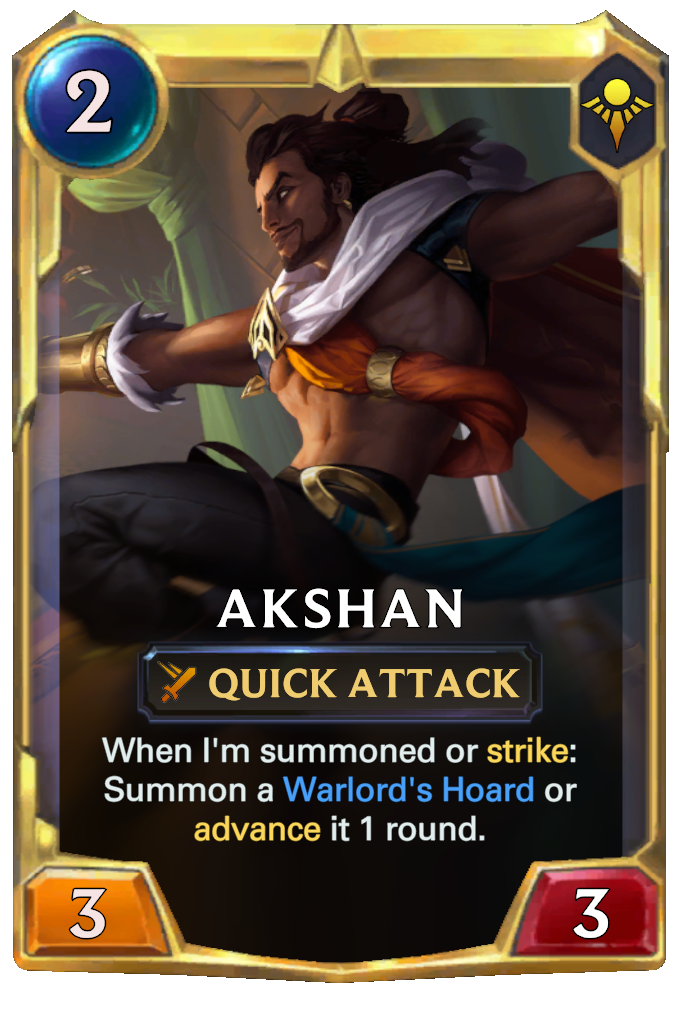 2
AKSHAN
QUICK ATTACK
When I'm summoned or strike:
Summon a Warlord's Hoard or
advance it 1 round.
3
3